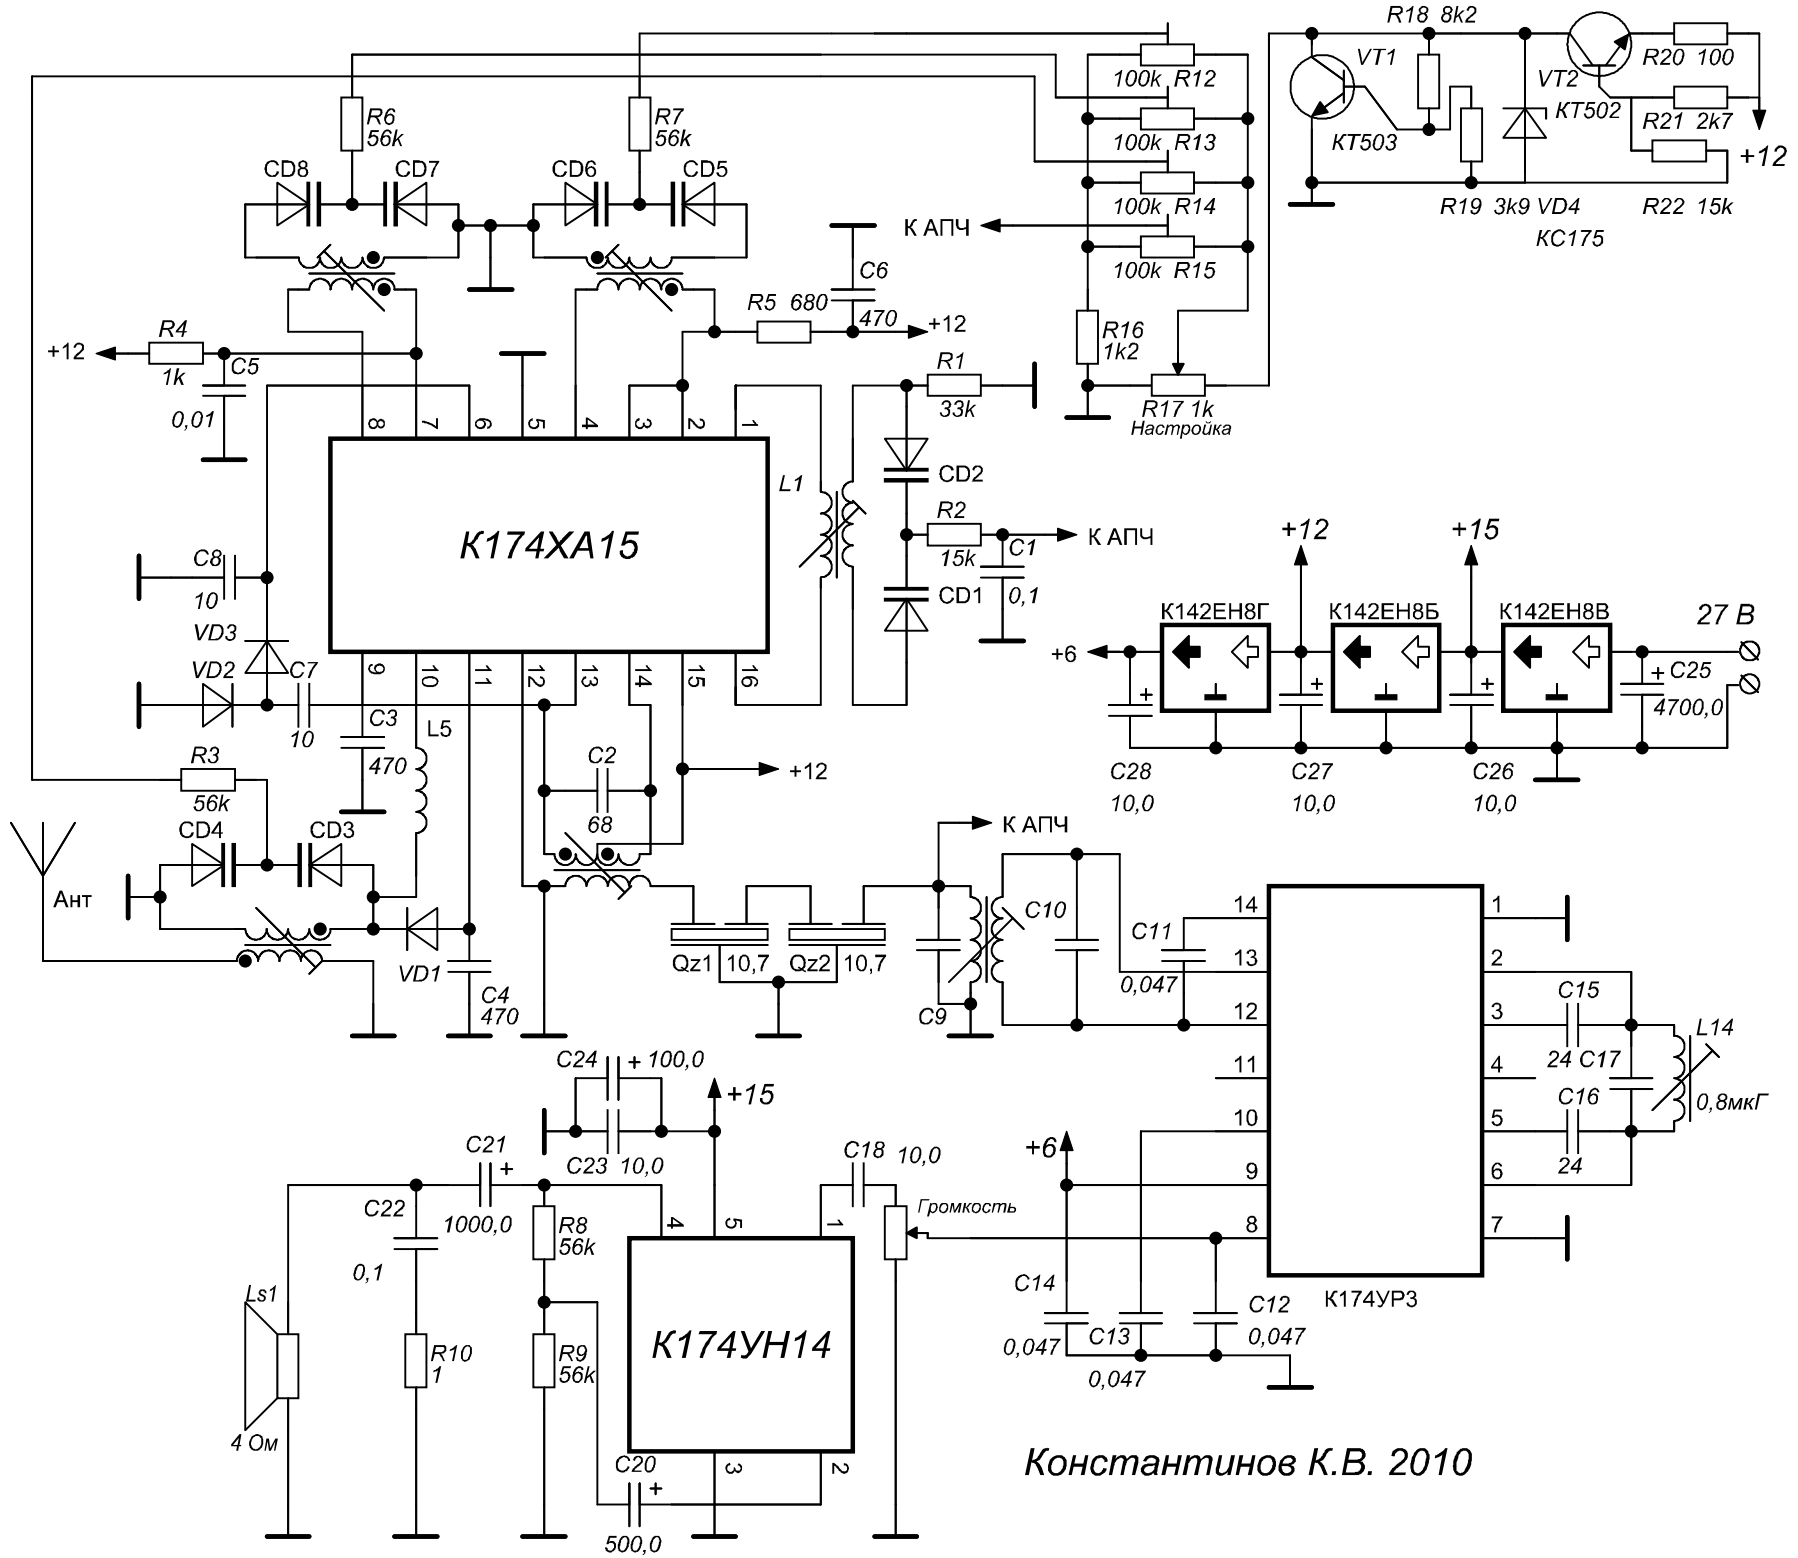 R18 8k2
VT1
R20 100
VT2
КТ502
R21 2k7
КТ503
+12
R19 3k9 VD4
R22 15k
КС175
100k R12
100k R13
100k R14
К АПЧ
100k R15
R16
1k2
R17 1k
Настройка
R6
56k
R7
56k
CD8
CD7
CD6
CD5
C6
470
R5 680
+12
R4
1k
+12
C5
0,01
R1
33k
8
7
6
5
4
3
2
1
L1
CD2
R2
15k
C1
К АПЧ
0,1
CD1
К174ХА15
C8
10
VD3
VD2
C7
10
9
10
11
12
13
14
15
16
C3
470
L5
R3
56k
CD4
CD3
C2
68
+12
Ант
VD1
C4
470
Qz1
10,7
Qz2
10,7
К АПЧ
C9
C10
C11
0,047
+12
+15
К142ЕН8Г
К142ЕН8Б
К142ЕН8В
27 В
+6
+
+
+
+
C25
4700,0
C28
10,0
C27
10,0
C26
10,0
14
13
12
11
10
9
8
1
2
3
4
5
6
7
C15
24
C17
L14
C16
24
0,8мкГ
К174УР3
C24
+
100,0
+15
C23
10,0
C21
+
1000,0
C22
0,1
R8
56k
4
5
1
C18
10,0
Громкость
+6
C14
0,047
C13
0,047
C12
0,047
Ls1
4 Ом
R10
1
R9
56k
К174УН14
3
2
C20
+
500,0
Константинов К.В. 2010